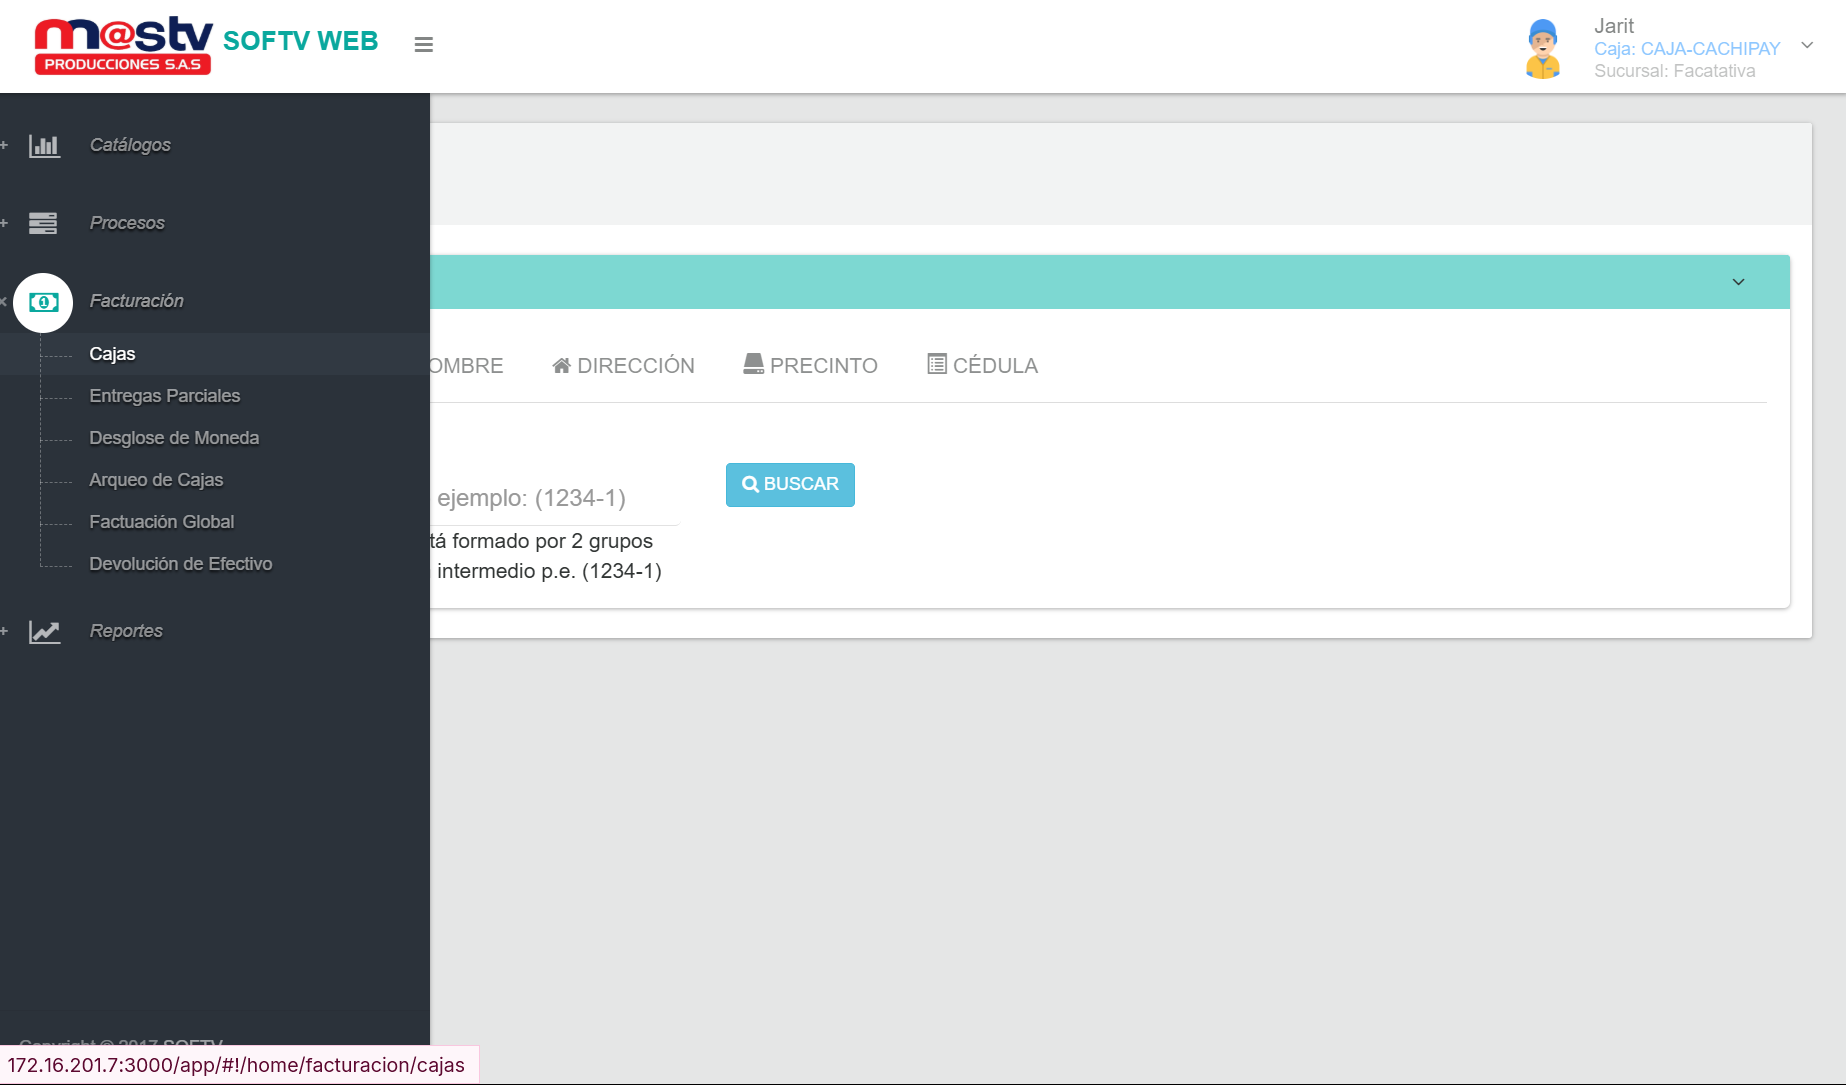 m@stv
PRODUCCIONES S.A.S
SOFTV WEB
Jarit
Caja: CAJA-CACHIPAY
Sucursal: Facatativa
Catálogos
Procesos
Facturación
Cajas
Entregas Parciales
Desglose de Moneda
Arqueo de Cajas
Factuación Global
Devolución de Efectivo
Reportes
OMBRE
DIRECCIÓN
PRECINTO
CÉDULA
ejemplo: (1234-1)
BUSCAR
tá formado por 2 grupos
intermedio p.e. (1234-1)
Copyright © 2017 SOFTV
172.16.201.7:3000/app/#!/home/facturacion/cajas